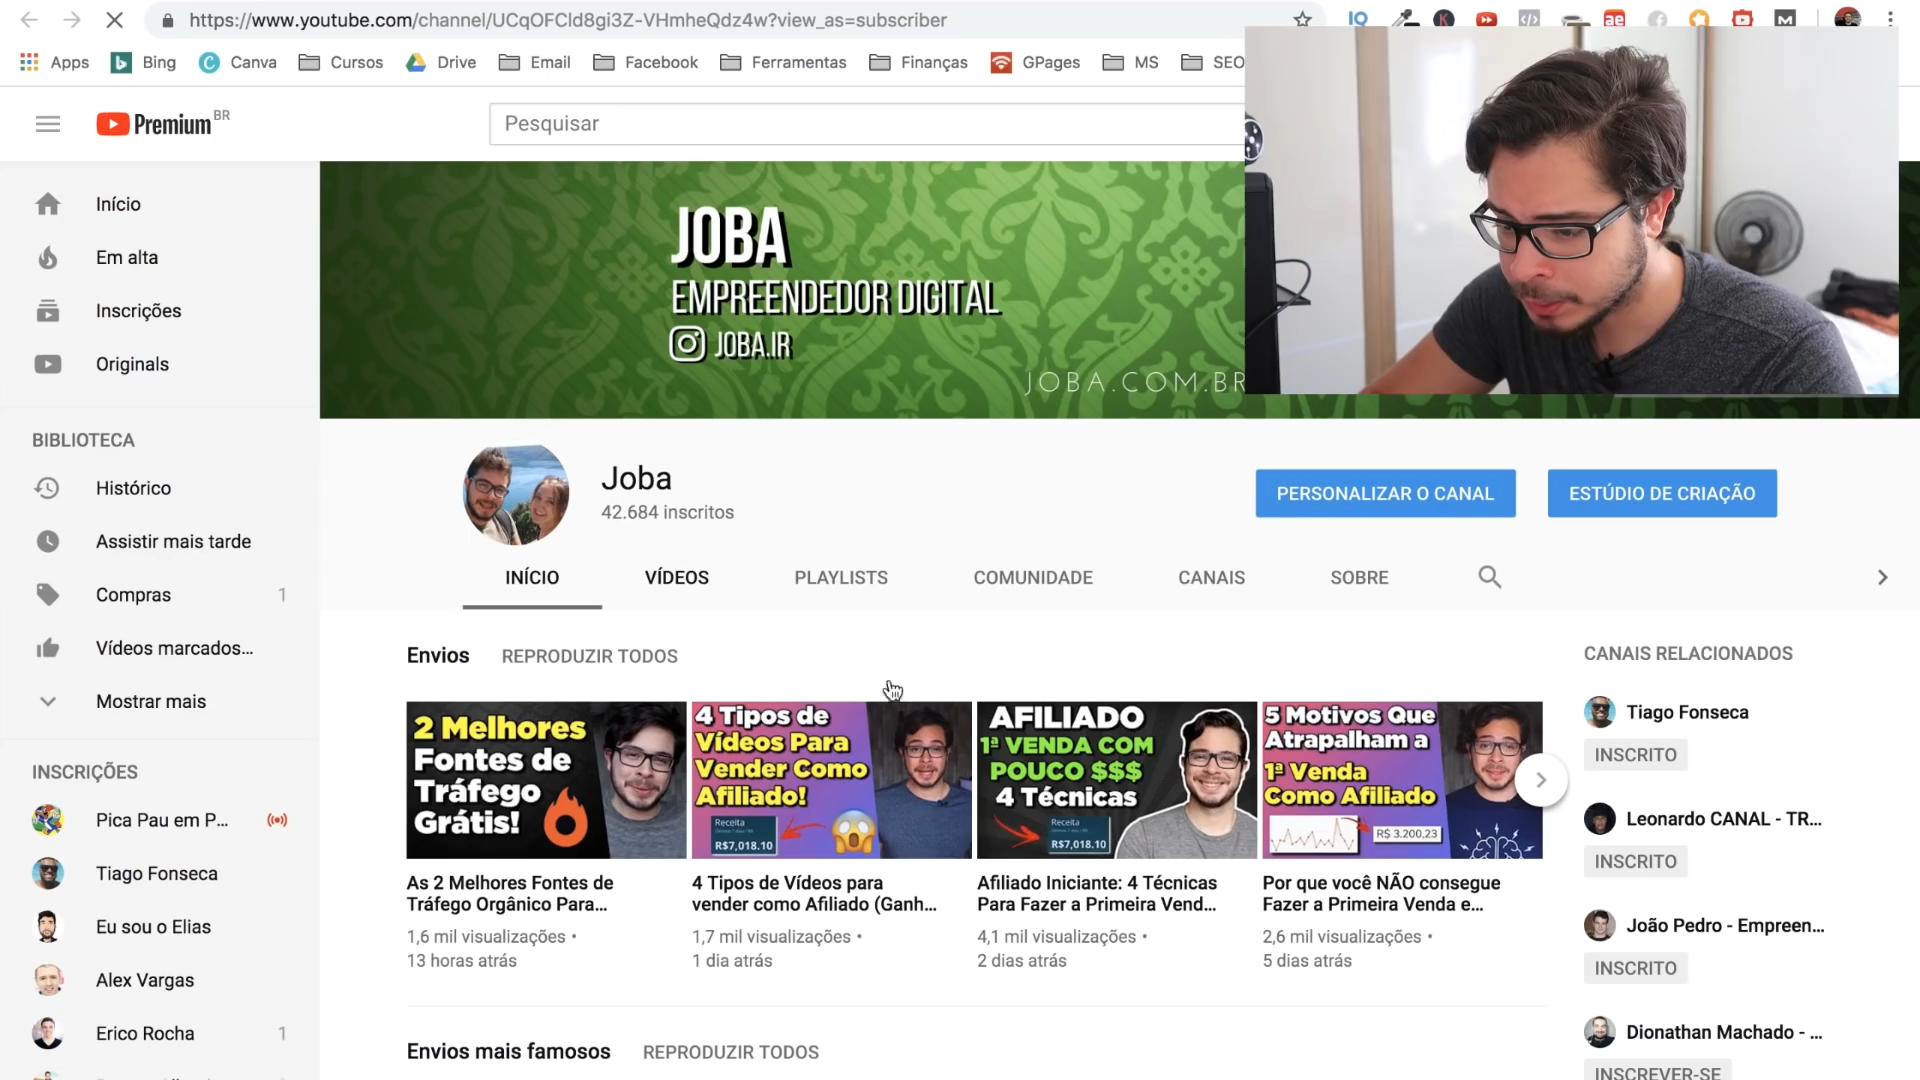 https://www.youtube.com/channel/UCqOFCld8gi3Z-VHmheQdz4w?view_as=subscriber
Apps
Bing
Canva
Cursos
Drive
Email
Facebook
Ferramentas
Finanças
GPages
MS
SEO
Premium BR
Pesquisar
Início
Em alta
Inscrições
Originals
BIBLIOTECA
Histórico
Assistir mais tarde
Compras 1
Vídeos marcados...
Mostrar mais
INSCRIÇÕES
Pica Pau em P...
Tiago Fonseca
Eu sou o Elias
Alex Vargas
Erico Rocha 1
JOBA
EMPREENDEDOR DIGITAL
JOBA.IR
JOBA.COM.BR
Joba
42.684 inscritos
PERSONALIZAR O CANAL
ESTÚDIO DE CRIAÇÃO
INÍCIO
VÍDEOS
PLAYLISTS
COMUNIDADE
CANAIS
SOBRE
Envios
REPRODUZIR TODOS
2 Melhores
Fontes de
Tráfego
Grátis!
As 2 Melhores Fontes de
Tráfego Orgânico Para...
1,6 mil visualizações •
13 horas atrás
4 Tipos de
Vídeos Para
Vender Como
Afiliado!
Receita
R$7,018.10
4 Tipos de Vídeos para
vender como Afiliado (Ganh...
1,7 mil visualizações •
1 dia atrás
AFILIADO
1ª VENDA COM
POUCO $$$
4 Técnicas
Receita
R$7,018.10
Afiliado Iniciante: 4 Técnicas
Para Fazer a Primeira Vend...
4,1 mil visualizações •
2 dias atrás
5 Motivos Que
Atrapalham a
1ª Venda
Como Afiliado
R$ 3.200,23
Por que você NÃO consegue
Fazer a Primeira Venda e...
2,6 mil visualizações •
5 dias atrás
Envios mais famosos
REPRODUZIR TODOS
CANAIS RELACIONADOS
Tiago Fonseca
INSCRITO
Leonardo CANAL - TR...
INSCRITO
João Pedro - Empreen...
INSCRITO
Dionathan Machado - ...
INSCREVER-SE